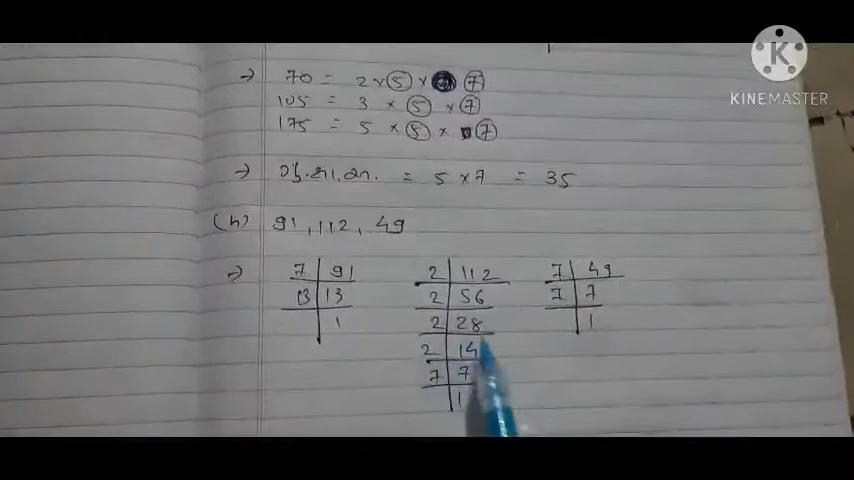 → 70 = 2 × 5 × 7
105 = 3 × 5 × 7
175 = 5 × 5 × 7
→ ગુ.સા.અ. = 5 × 7 = 35
(h) 91, 112, 49
→ 7 | 91
13 | 13
1
2 | 112
2 | 56
2 | 28
2 | 14
7 | 7
1
7 | 49
7 | 7
1
KINEMASTER